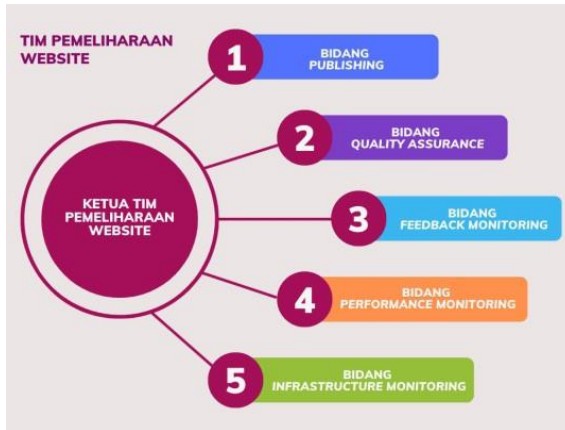 TIM PEMELIHARAAN
WEBSITE
1
BIDANG
PUBLISHING
2
BIDANG
QUALITY ASSURANCE
KETUA TIM
PEMELIHARAAN
WEBSITE
3
BIDANG
FEEDBACK MONITORING
4
BIDANG
PERFORMANCE MONITORING
5
BIDANG
INFRASTRUCTURE MONITORING